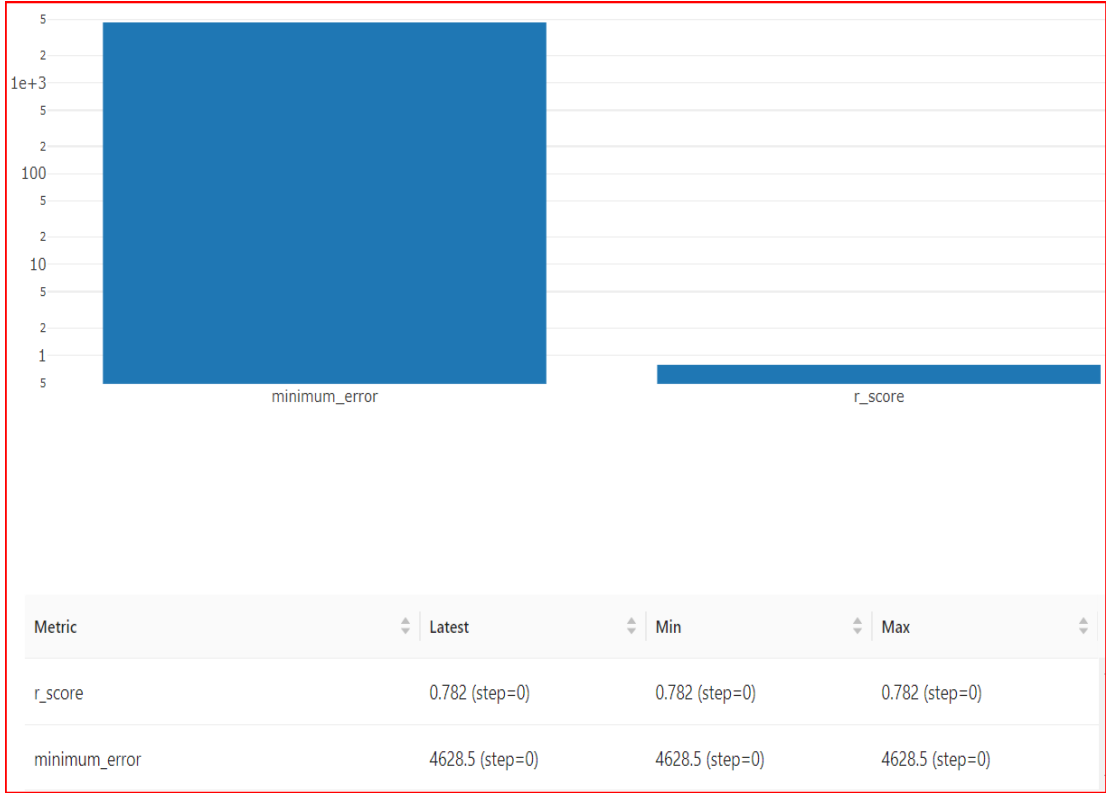 5
2
1e+3
5
2
100
5
2
10
5
2
1
5
minimum_error r_score
Metric Latest Min Max
r_score 0.782 (step=0) 0.782 (step=0) 0.782 (step=0)
minimum_error 4628.5 (step=0) 4628.5 (step=0) 4628.5 (step=0)